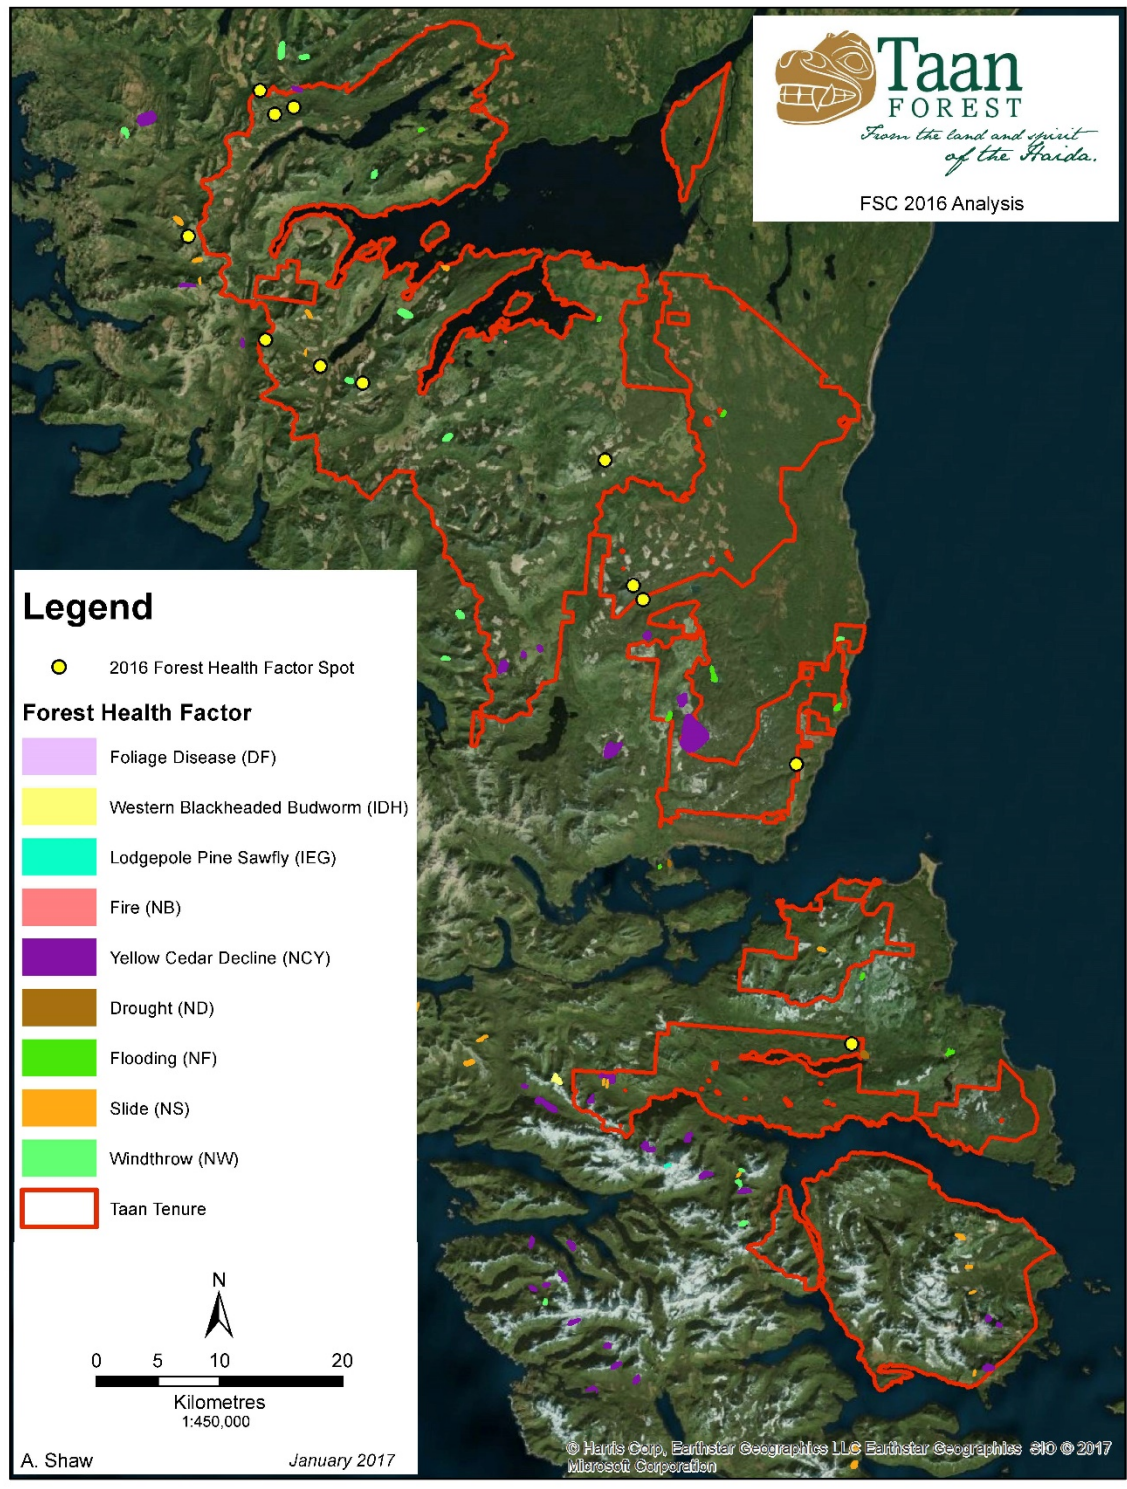 Taan
FOREST
From the land and spirit
of the Haida.
FSC 2016 Analysis
Legend
2016 Forest Health Factor Spot
Forest Health Factor
Foliage Disease (DF)
Western Blackheaded Budworm (IDH)
Lodgepole Pine Sawfly (IEG)
Fire (NB)
Yellow Cedar Decline (NCY)
Drought (ND)
Flooding (NF)
Slide (NS)
Windthrow (NW)
Taan Tenure
N
0 5 10 20
Kilometres
1:450,000
A. Shaw January 2017
© Harris Corp, Earthstar Geographics LLC Earthstar Geographics SIO © 2017
Microsoft Corporation